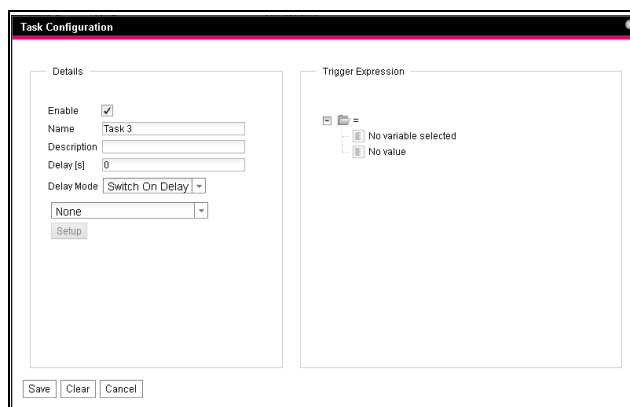 Task Configuration
Details
Enable
Name Task 3
Description
Delay [s] 0
Delay Mode Switch On Delay
None
Setup
Trigger Expression
=
No variable selected
No value
Save Clear Cancel